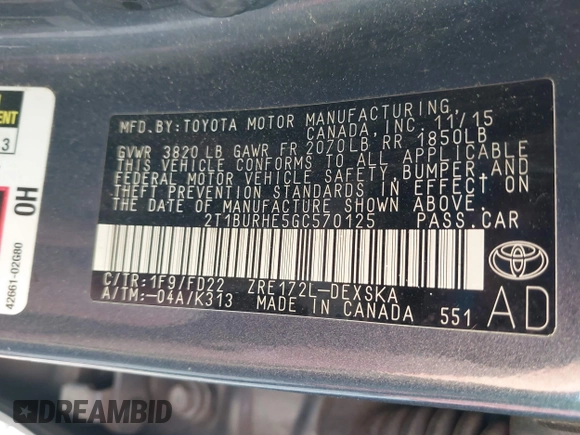 MFD. BY: TOYOTA MOTOR MANUFACTURING,
CANADA, INC. 11/15
GVWR 3820 LB GAWR FR 2070LB RR 1850LB
THIS VEHICLE CONFORMS TO ALL APPLICABLE
FEDERAL MOTOR VEHICLE SAFETY, BUMPER, AND
THEFT PREVENTION STANDARDS IN EFFECT ON
THE DATE OF MANUFACTURE SHOWN ABOVE.
2T1BURHE5GC570125 PASS. CAR
C/TR: 1F9/FD22 ZRE172L-DEXSKA
A/TM: -04A/K313 MADE IN CANADA 551
AD
TOYOTA
3
OH
42661-02G80
DREAMBID